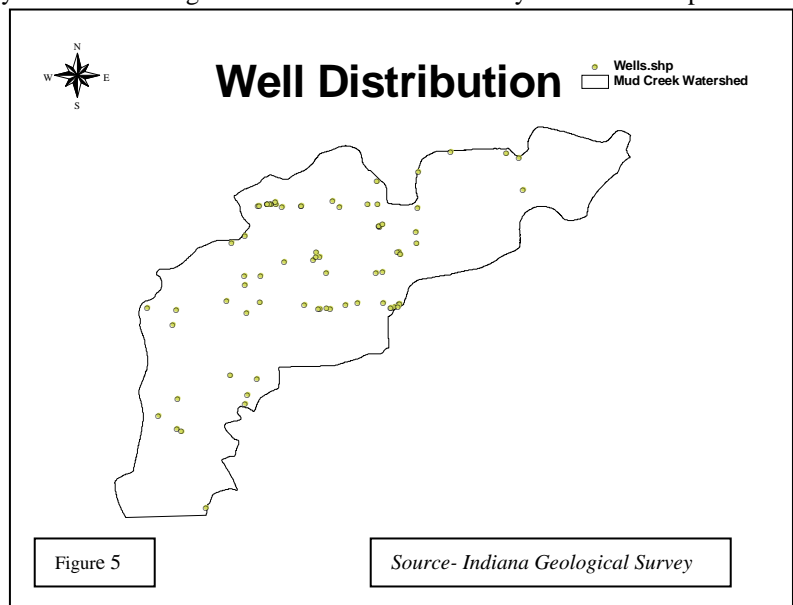 N
W E
S
Well Distribution
Wells.shp
Mud Creek Watershed
Figure 5
Source- Indiana Geological Survey